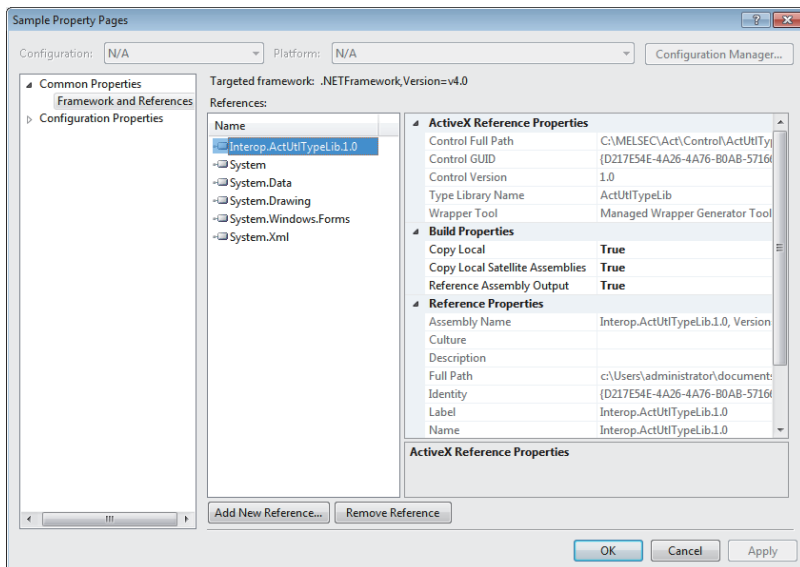 Sample Property Pages
Configuration: N/A Platform: N/A Configuration Manager...
Common Properties
Framework and References
Configuration Properties
Targeted framework: .NETFramework,Version=v4.0
References:
Name
Interop.ActUtlTypeLib.1.0
System
System.Data
System.Drawing
System.Windows.Forms
System.Xml
ActiveX Reference Properties
Control Full Path C:\MELSEC\Act\Control\ActUtlTyp
Control GUID {D217E54E-4A26-4A76-B0AB-57166
Control Version 1.0
Type Library Name ActUtlTypeLib
Wrapper Tool Managed Wrapper Generator Tool
Build Properties
Copy Local True
Copy Local Satellite Assemblies True
Reference Assembly Output True
Reference Properties
Assembly Name Interop.ActUtlTypeLib.1.0, Version
Culture
Description
Full Path c:\Users\administrator\documents
Identity {D217E54E-4A26-4A76-B0AB-57166
Label Interop.ActUtlTypeLib.1.0
Name Interop.ActUtlTypeLib.1.0
ActiveX Reference Properties
Add New Reference... Remove Reference
OK Cancel Apply